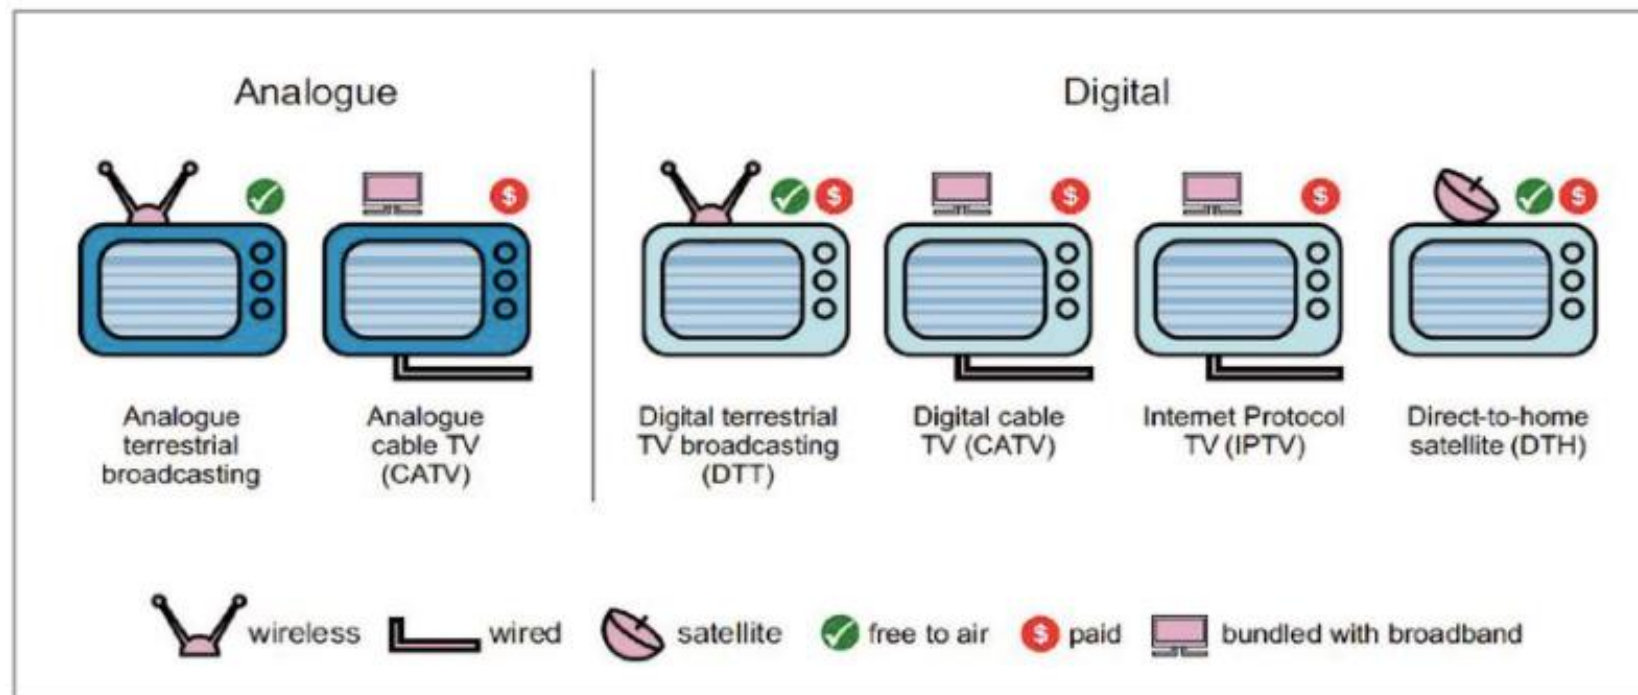 Analogue
Digital
$
$ $ $ $
Analogue
terrestrial
broadcasting
Analogue
cable TV
(CATV)
Digital terrestrial
TV broadcasting
(DTT)
Digital cable
TV (CATV)
Internet Protocol
TV (IPTV)
Direct-to-home
satellite (DTH)
wireless
wired
satellite
free to air
$ paid
bundled with broadband